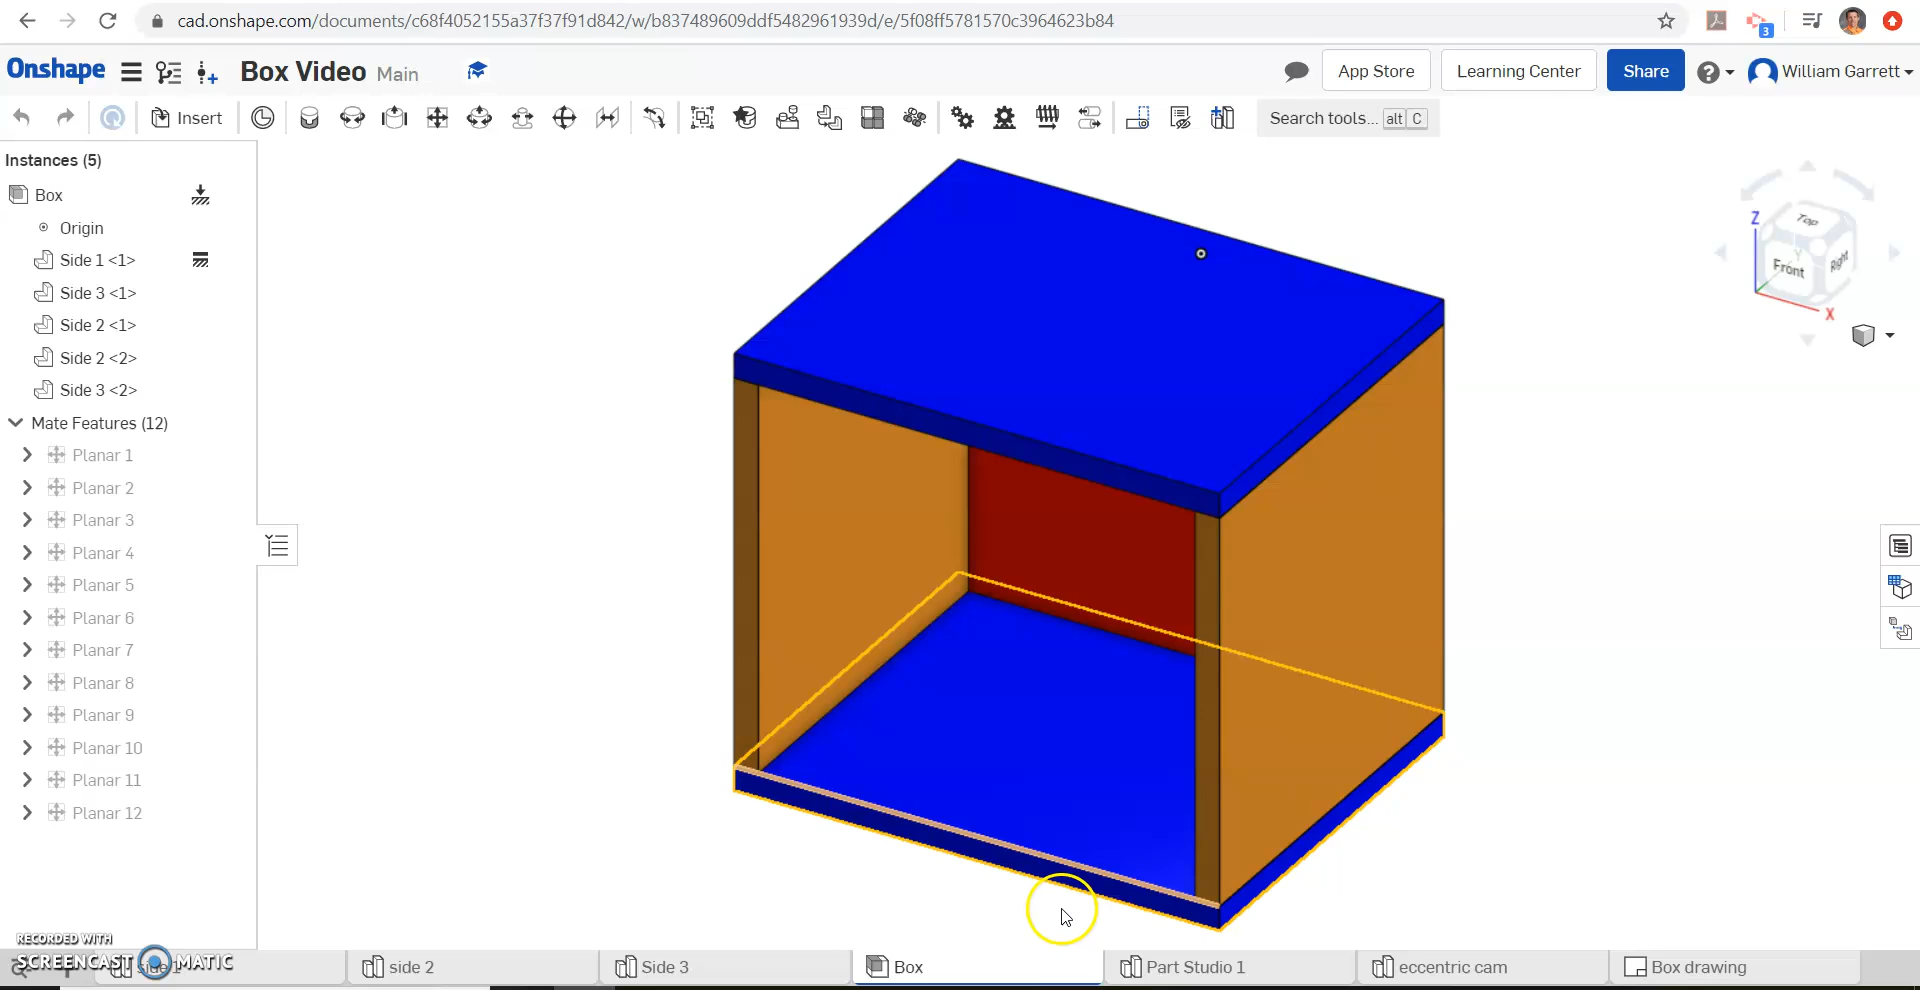 cad.onshape.com/documents/c68f4052155a37f37f91d842/w/b837489609ddf5482961939d/e/5f08ff5781570c3964623b84
3
Onshape Box Video Main App Store Learning Center Share William Garrett
Insert Search tools... alt C
Instances (5)
Box
Origin
Side 1 <1>
Side 3 <1>
Side 2 <1>
Side 2 <2>
Side 3 <2>
Mate Features (12)
Planar 1
Planar 2
Planar 3
Planar 4
Planar 5
Planar 6
Planar 7
Planar 8
Planar 9
Planar 10
Planar 11
Planar 12
Z
Top
Y
Front
Right
X
RECORDED WITH
SCREENCAST MATIC
side 2 Side 3 Box Part Studio 1 eccentric cam Box drawing